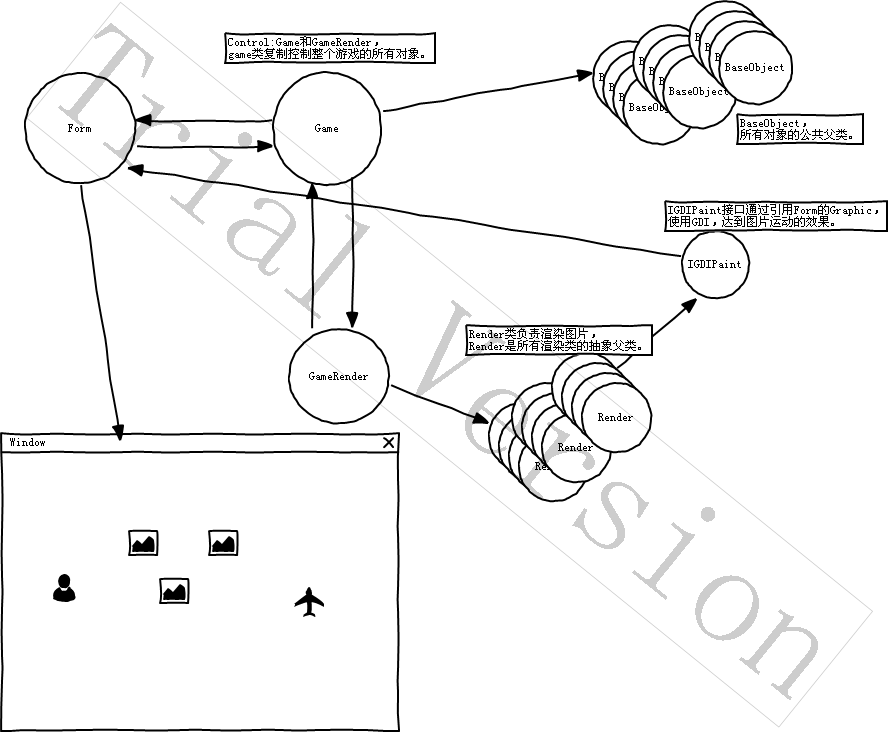 Control:Game和GameRender，
game类复制控制整个游戏的所有对象。
Form
Game
BaseObject
BaseObject
BaseObject
BaseObject，
所有对象的公共父类。
IGDIPaint接口通过引用Form的Graphic，
使用GDI，达到图片运动的效果。
IGDIPaint
Render类负责渲染图片，
Render是所有渲染类的抽象父类。
GameRender
Render
Render
Window
Trial Version